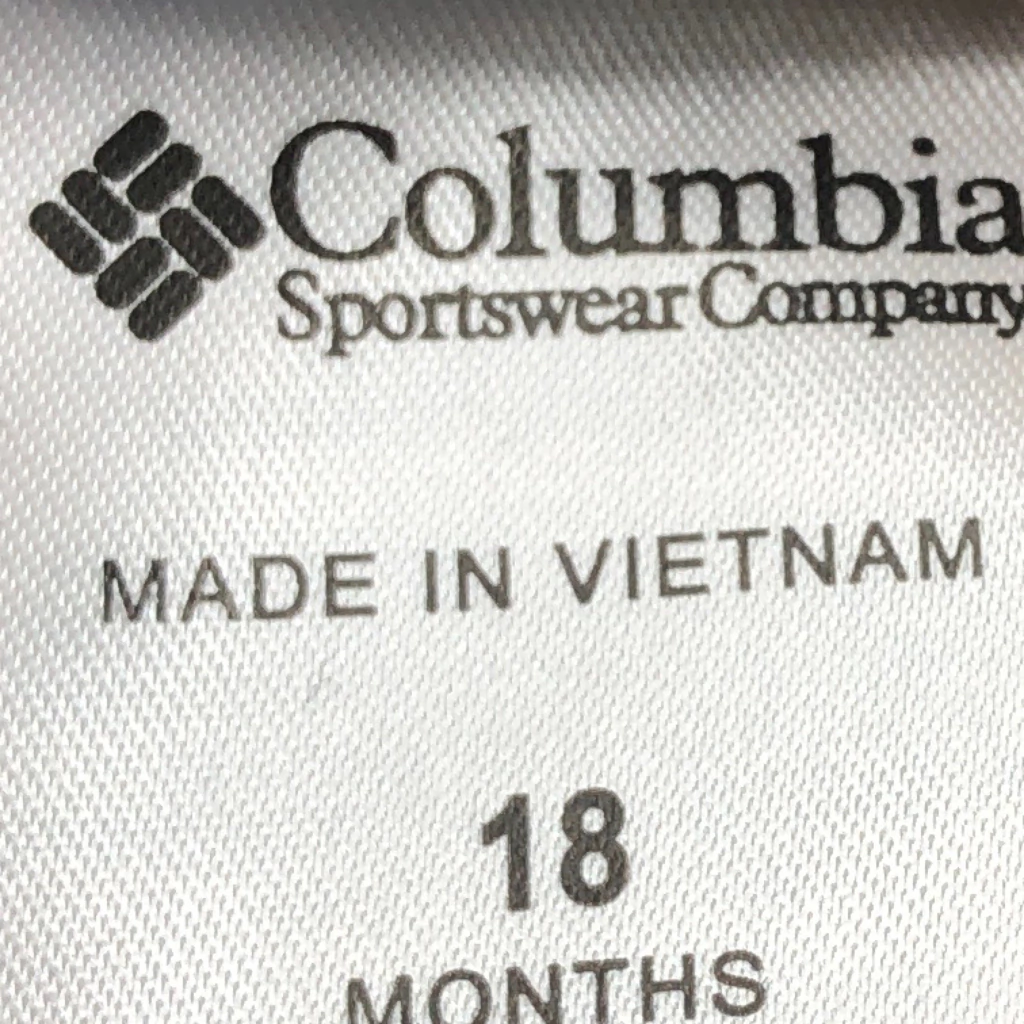 Columbia
Sportswear Company
MADE IN VIETNAM
18
MONTHS